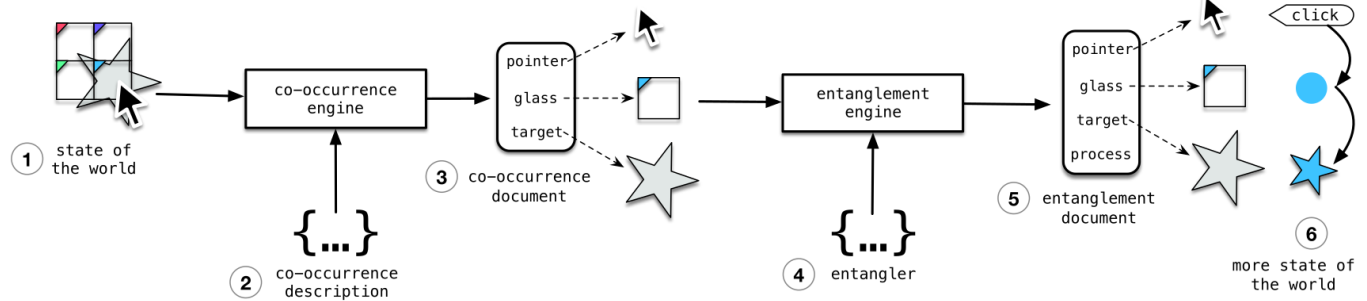 1
state of
the world
co-occurrence
engine
2
co-occurrence
description
{...}
pointer
glass
target
3
co-occurrence
document
entanglement
engine
4
entangler
{...}
pointer
glass
target
process
5
entanglement
document
click
6
more state of
the world